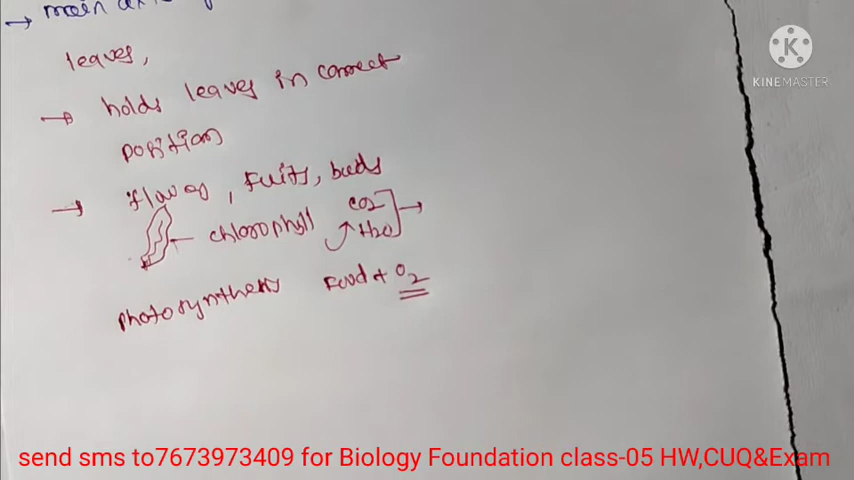 → main
leaves,
→ holds leaves in correct
position
→ flowers, Fruits, buds
chlorophyll CO2
H2O →
photosynthesis Food + O2
K
KINEMASTER
send sms to7673973409 for Biology Foundation class-05 HW,CUQ&Exam